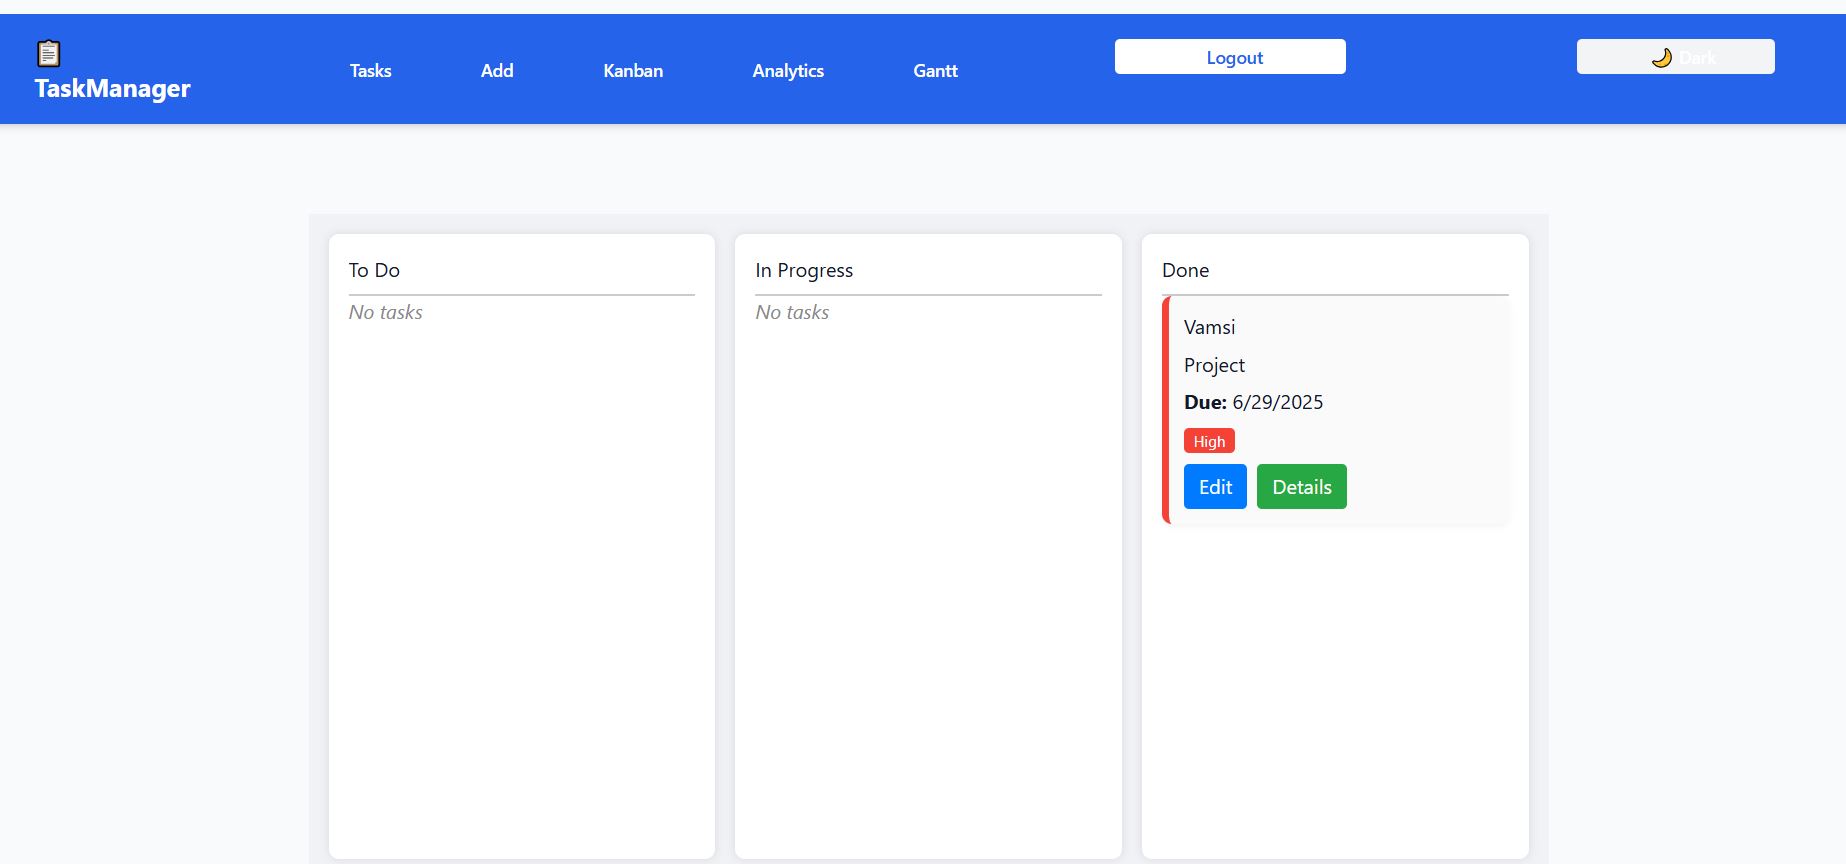 TaskManager
Tasks
Add
Kanban
Analytics
Gantt
Logout
🌙 Dark
To Do
No tasks
In Progress
No tasks
Done
Vamsi
Project
Due: 6/29/2025
High
Edit
Details